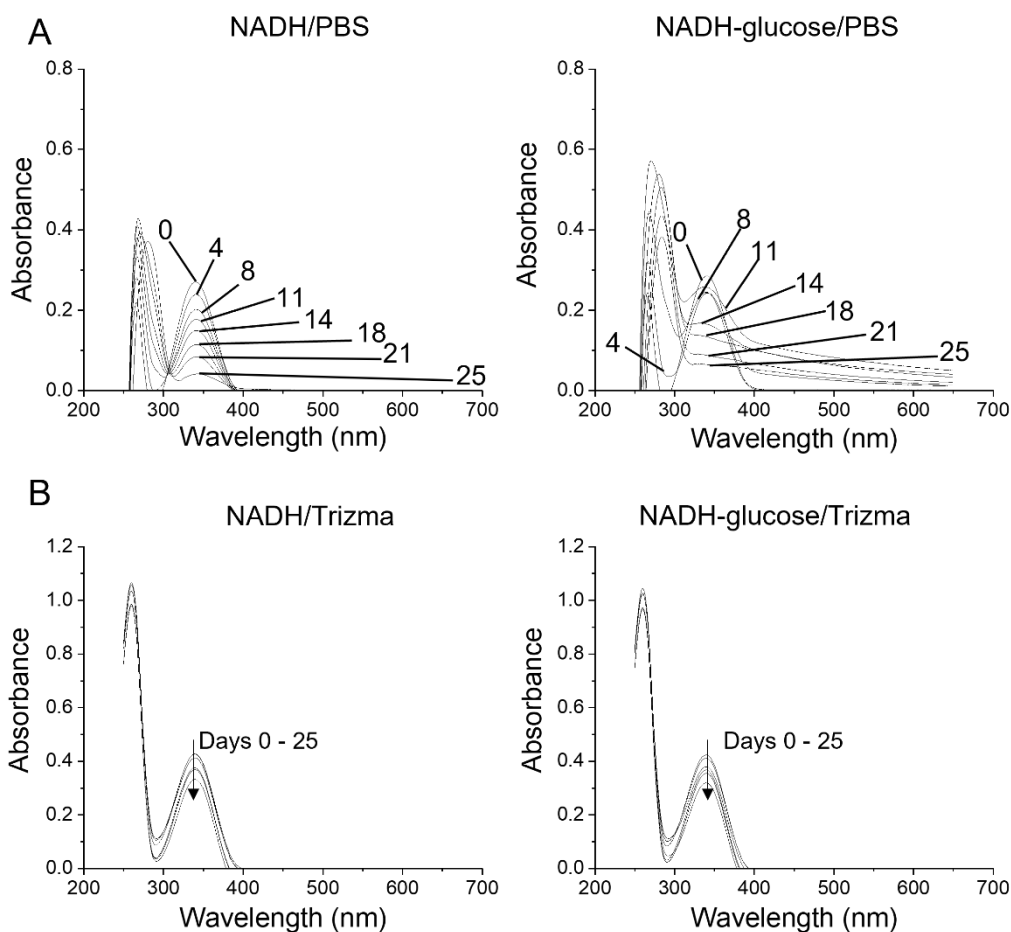 A
NADH/PBS
NADH-glucose/PBS
Absorbance
0.8
0.6
0.4
0.2
0.0
0
4
8
11
14
18
21
25
200 300 400 500 600 700
Wavelength (nm)
Absorbance
0.8
0.6
0.4
0.2
0.0
0
8
11
14
18
21
25
4
200 300 400 500 600 700
Wavelength (nm)
B
NADH/Trizma
NADH-glucose/Trizma
Absorbance
1.2
1.0
0.8
0.6
0.4
0.2
0.0
Days 0 - 25
200 300 400 500 600 700
Wavelength (nm)
Absorbance
1.2
1.0
0.8
0.6
0.4
0.2
0.0
Days 0 - 25
200 300 400 500 600 700
Wavelength (nm)